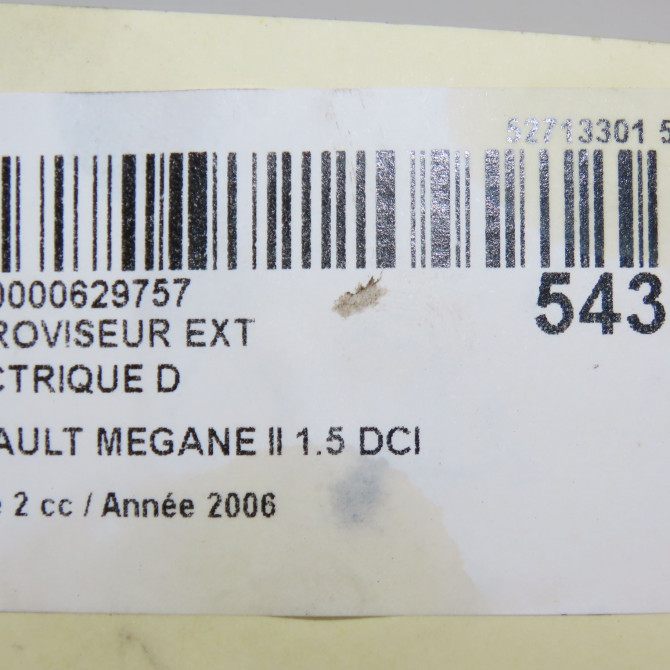 52713301 5
0000629757
543
ROVISEUR EXT
CTRIQUE D
AULT MEGANE II 1.5 DCI
e 2 cc / Année 2006